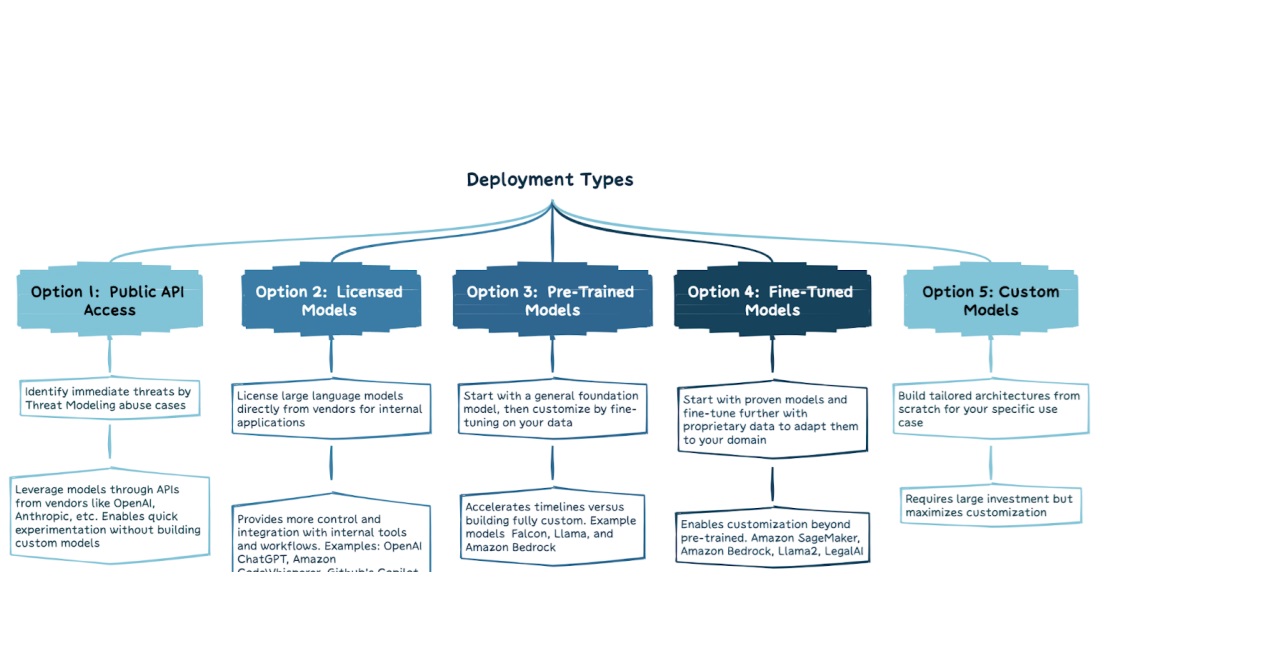 Deployment Types
Option 1: Public API
Access
Identify immediate threats by
Threat Modeling abuse cases
Leverage models through APIs
from vendors like OpenAI,
Anthropic, etc. Enables quick
experimentation without building
custom models
Option 2: Licensed
Models
License large language models
directly from vendors for internal
applications
Provides more control and
integration with internal tools
and workflows. Examples: OpenAI
ChatGPT, Amazon
CodeWhisperer, Github's Copilot
Option 3: Pre-Trained
Models
Start with a general foundation
model, then customize by fine-
tuning on your data
Accelerates timelines versus
building fully custom. Example
models Falcon, Llama, and
Amazon Bedrock
Option 4: Fine-Tuned
Models
Start with proven models and
fine-tune further with
proprietary data to adapt them
to your domain
Enables customization beyond
pre-trained. Amazon SageMaker,
Amazon Bedrock, Llama2, LegalAI
Option 5: Custom
Models
Build tailored architectures from
scratch for your specific use
case
Requires large investment but
maximizes customization